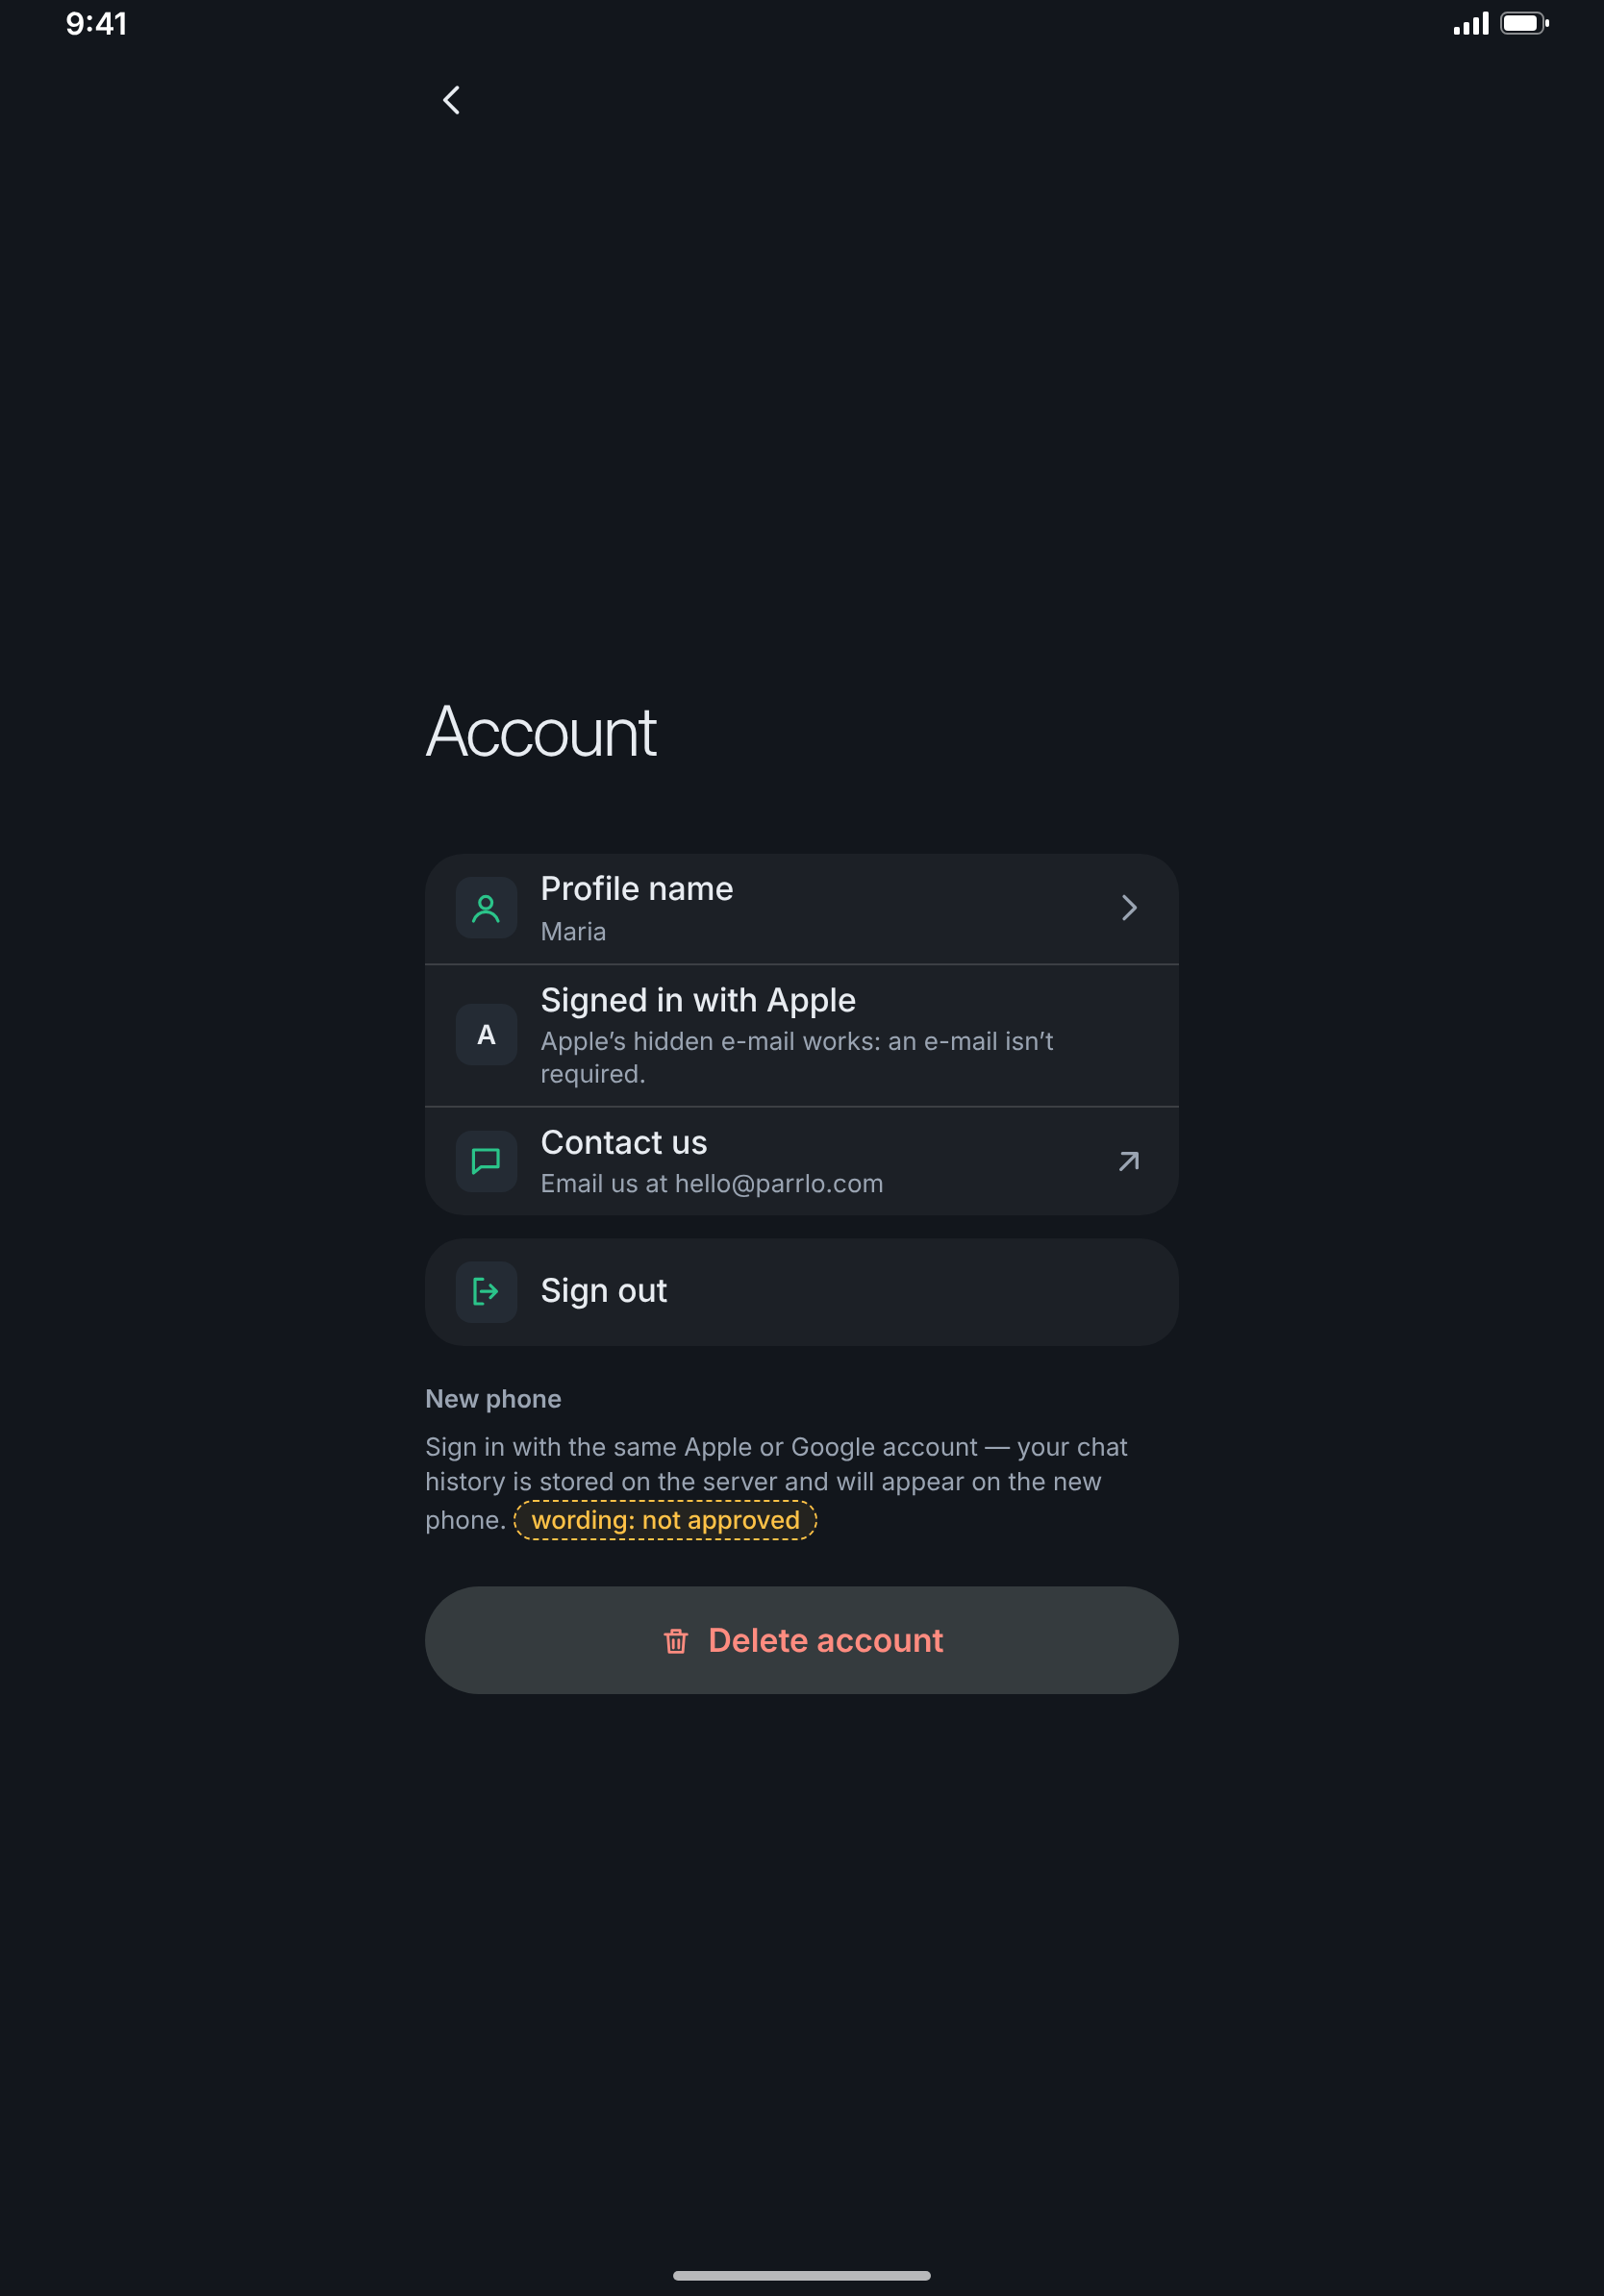 9:41
Account
Profile name
Maria
Signed in with Apple
A
Apple’s hidden e-mail works: an e-mail isn’t
required.
Contact us
Email us at hello@parrlo.com
Sign out
New phone
Sign in with the same Apple or Google account — your chat
history is stored on the server and will appear on the new
phone. wording: not approved
Delete account